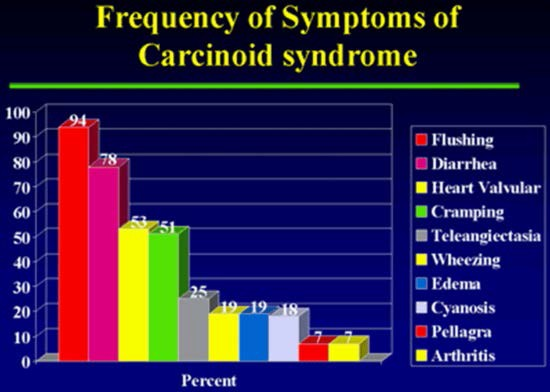 Frequency of Symptoms of
Carcinoid syndrome
100
90
80
70
60
50
40
30
20
10
0
94
78
53
51
25
19
19
18
7
7
Percent
Flushing
Diarrhea
Heart Valvular
Cramping
Teleangiectasia
Wheezing
Edema
Cyanosis
Pellagra
Arthritis